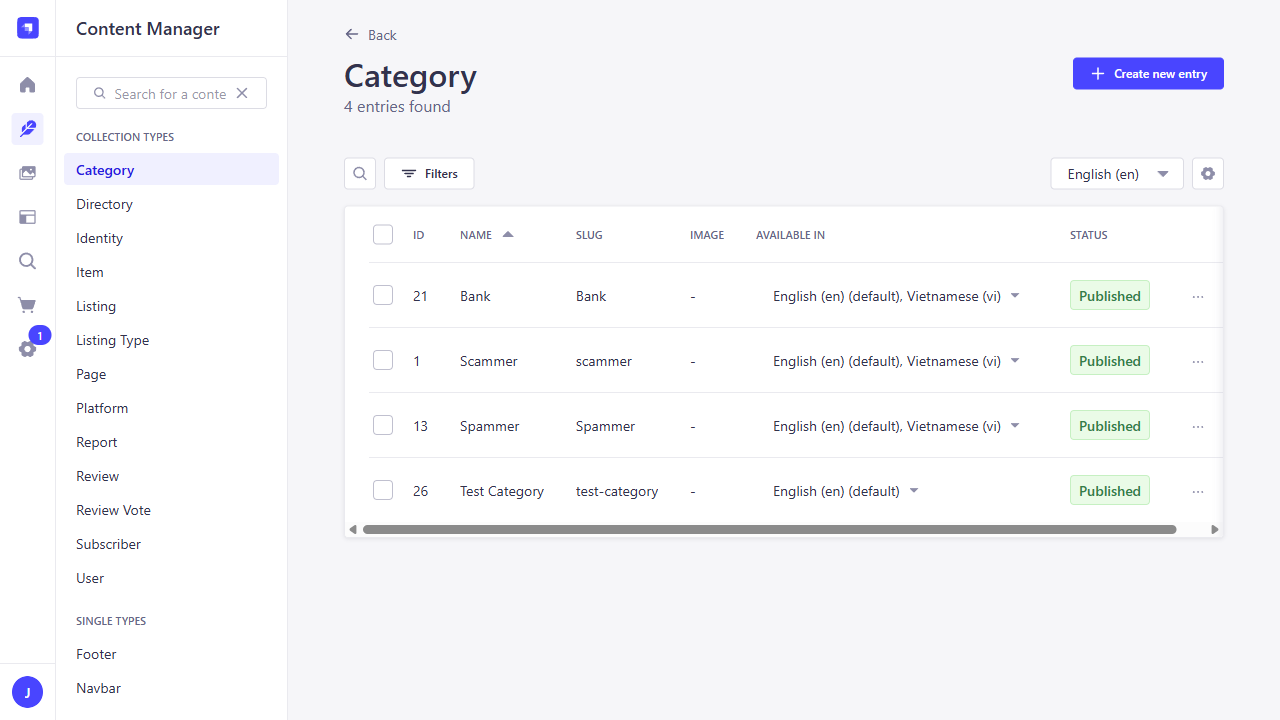 Content Manager
Search for a conte
COLLECTION TYPES
Category
Directory
Identity
Item
Listing
Listing Type
Page
Platform
Report
Review
Review Vote
Subscriber
User
SINGLE TYPES
Footer
Navbar
1
J
Back
Category
4 entries found
Create new entry
Filters
English (en)
ID NAME SLUG IMAGE AVAILABLE IN STATUS
21 Bank Bank - English (en) (default), Vietnamese (vi) Published ...
1 Scammer scammer - English (en) (default), Vietnamese (vi) Published ...
13 Spammer Spammer - English (en) (default), Vietnamese (vi) Published ...
26 Test Category test-category - English (en) (default) Published ...